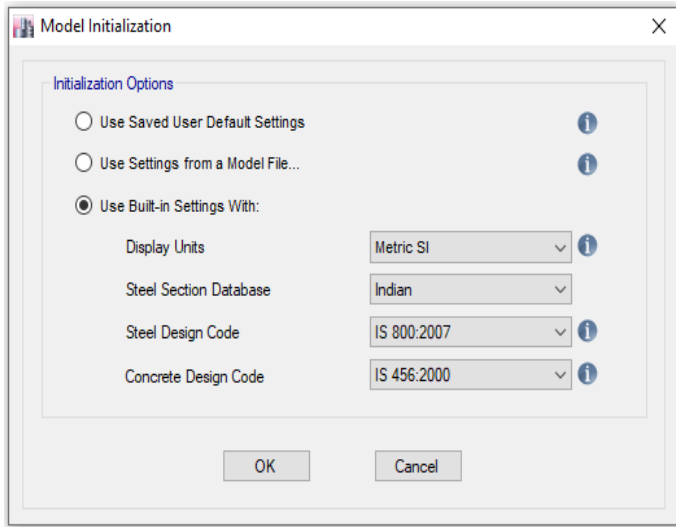 Model Initialization
Initialization Options
Use Saved User Default Settings
Use Settings from a Model File...
Use Built-in Settings With:
Display Units Metric SI
Steel Section Database Indian
Steel Design Code IS 800:2007
Concrete Design Code IS 456:2000
OK Cancel